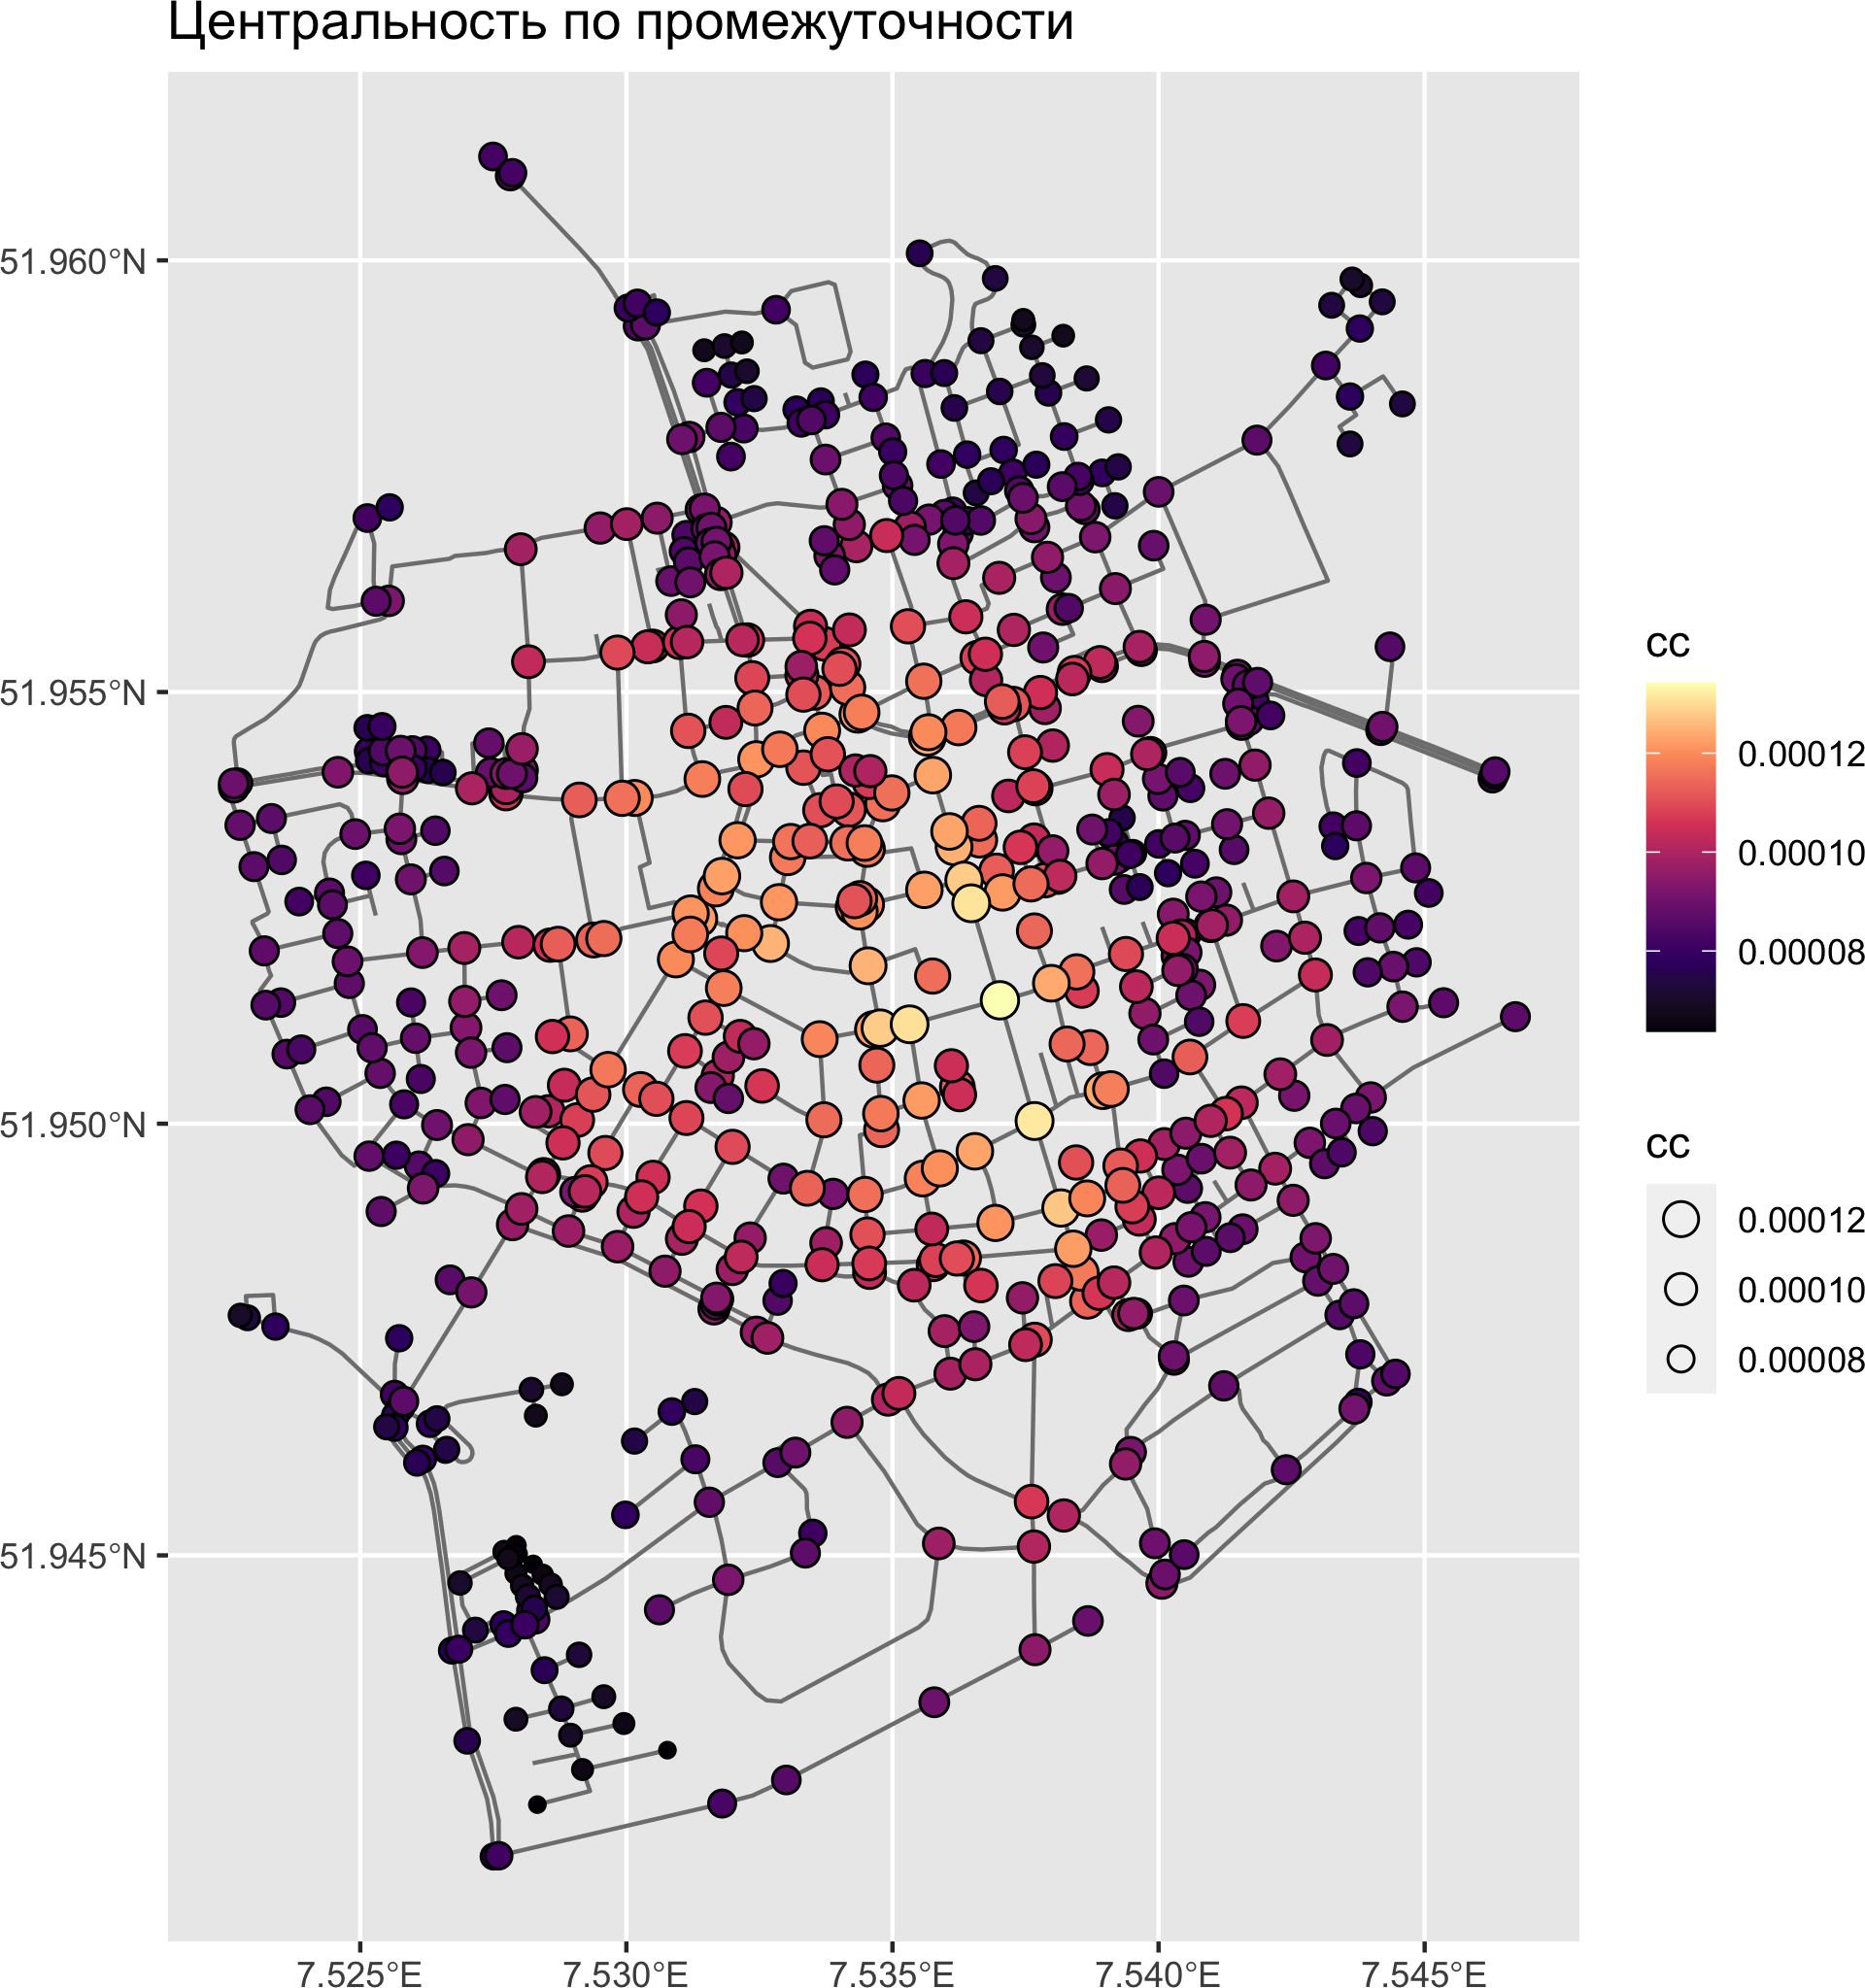 Центральность по промежуточности
51.960°N
51.955°N
51.950°N
51.945°N
7.525°E
7.530°E
7.535°E
7.540°E
7.545°E
cc
0.00012
0.00010
0.00008
cc
0.00012
0.00010
0.00008